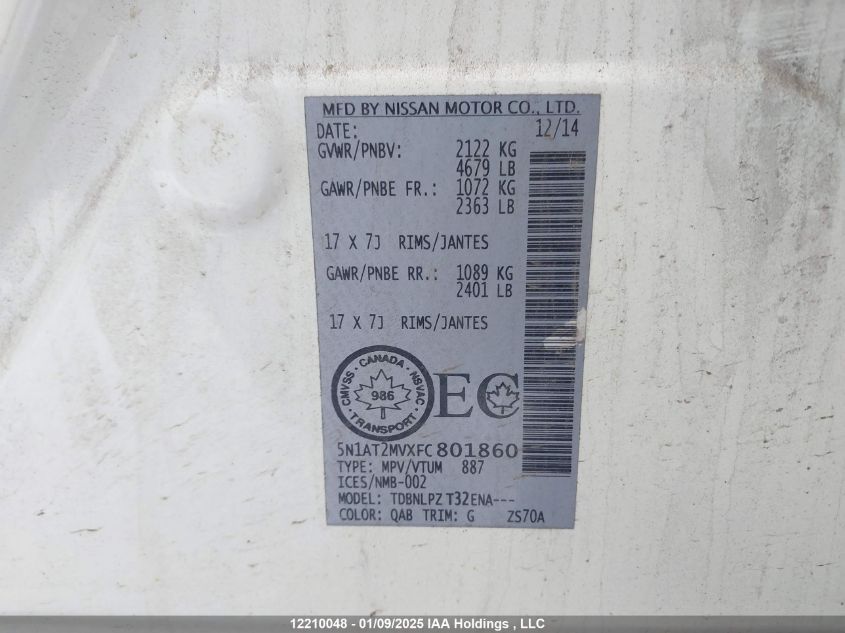 MFD BY NISSAN MOTOR CO., LTD.
DATE: 12/14
GVWR/PNBV: 2122 KG
4679 LB
GAWR/PNBE FR.: 1072 KG
2363 LB
17 X 7J RIMS/JANTES
GAWR/PNBE RR.: 1089 KG
2401 LB
17 X 7J RIMS/JANTES
CMVSS · CANADA · NSVAC · TRANSPORT ·
986
EC
5N1AT2MVXFC801860
TYPE: MPV/VTUM 887
ICES/NMB-002
MODEL: TDBNLPZ T32ENA---
COLOR: QAB TRIM: G ZS70A
12210048 - 01/09/2025 IAA Holdings , LLC